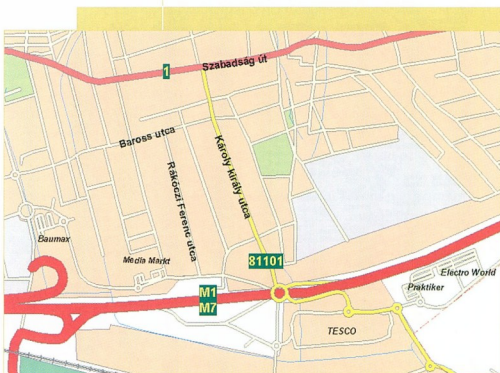 Szabadság út
1
Baross utca
Károly király utca
Rákóczi Ferenc utca
Baumax
Media Markt
81101
M1
M7
Electro World
Praktiker
TESCO